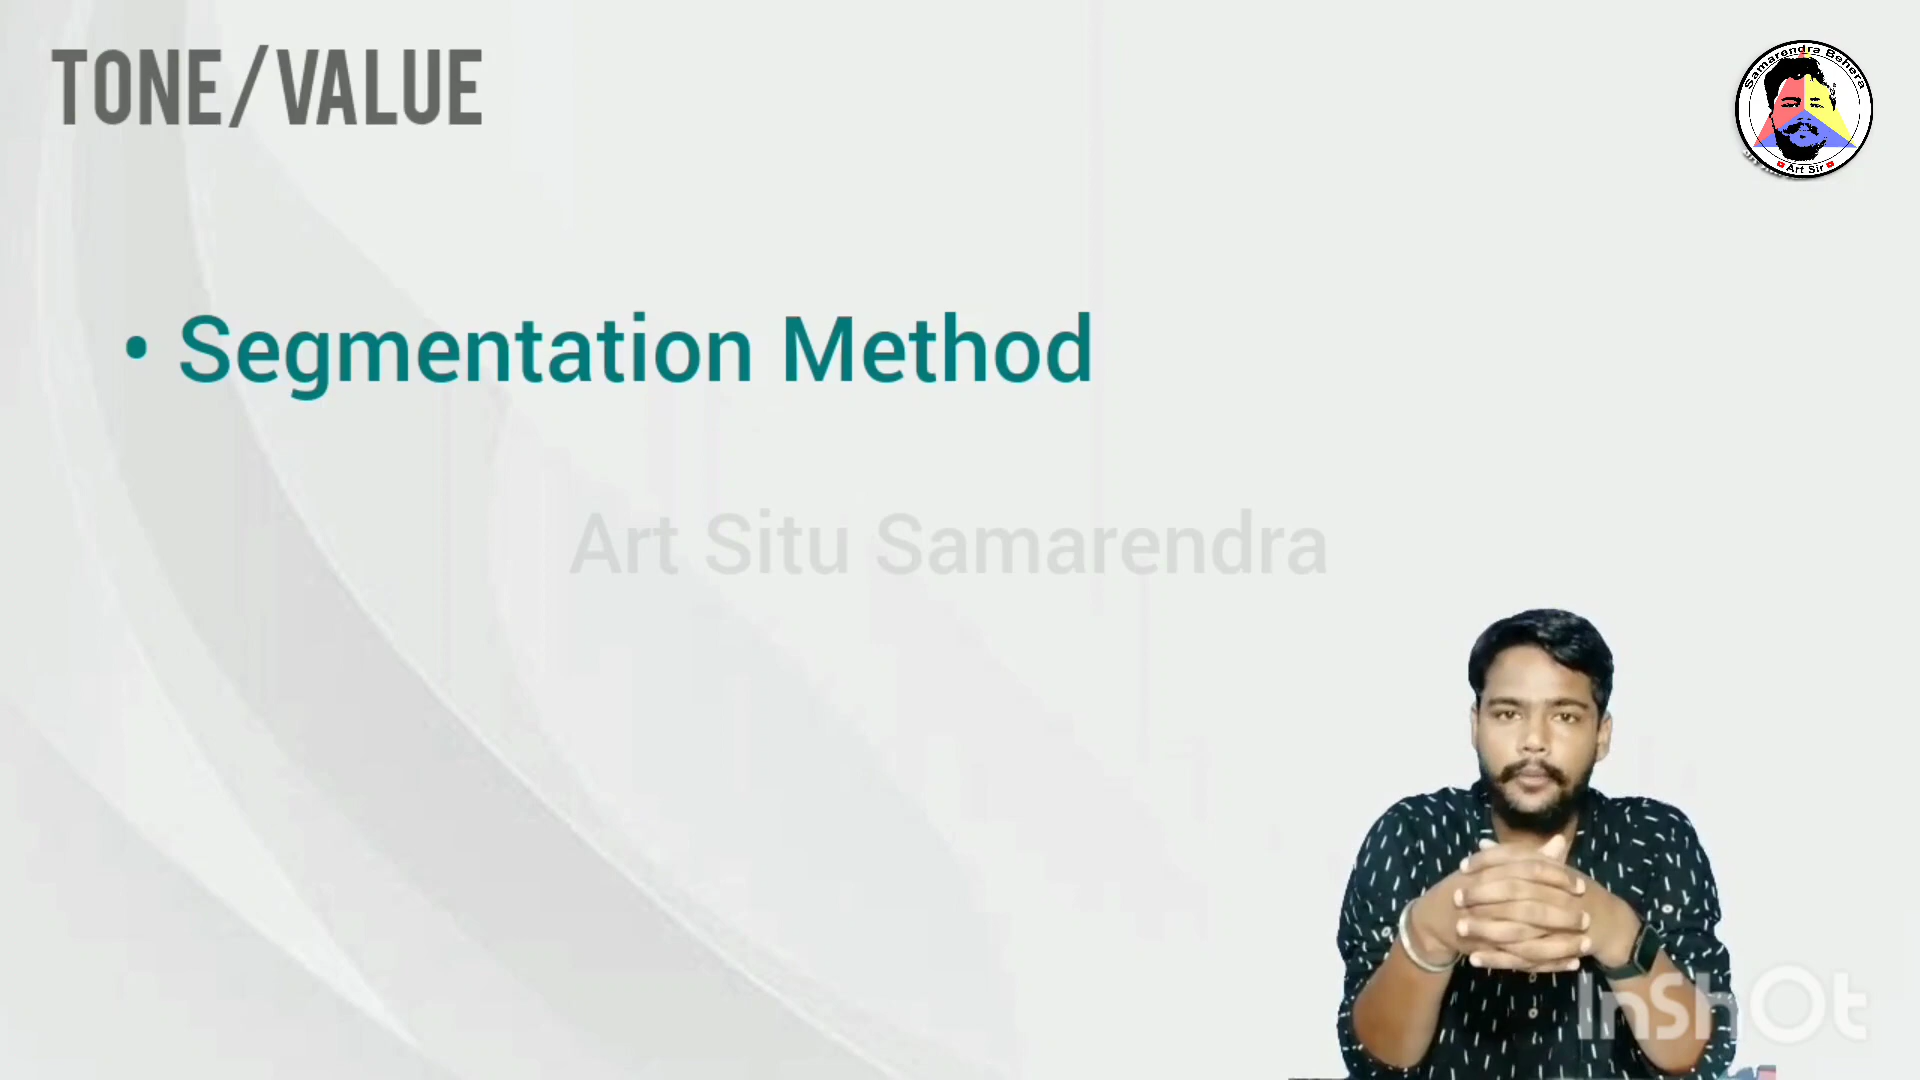 TONE/VALUE
Samarendra Behera
Art Sir
• Segmentation Method
Art Situ Samarendra
InShOt